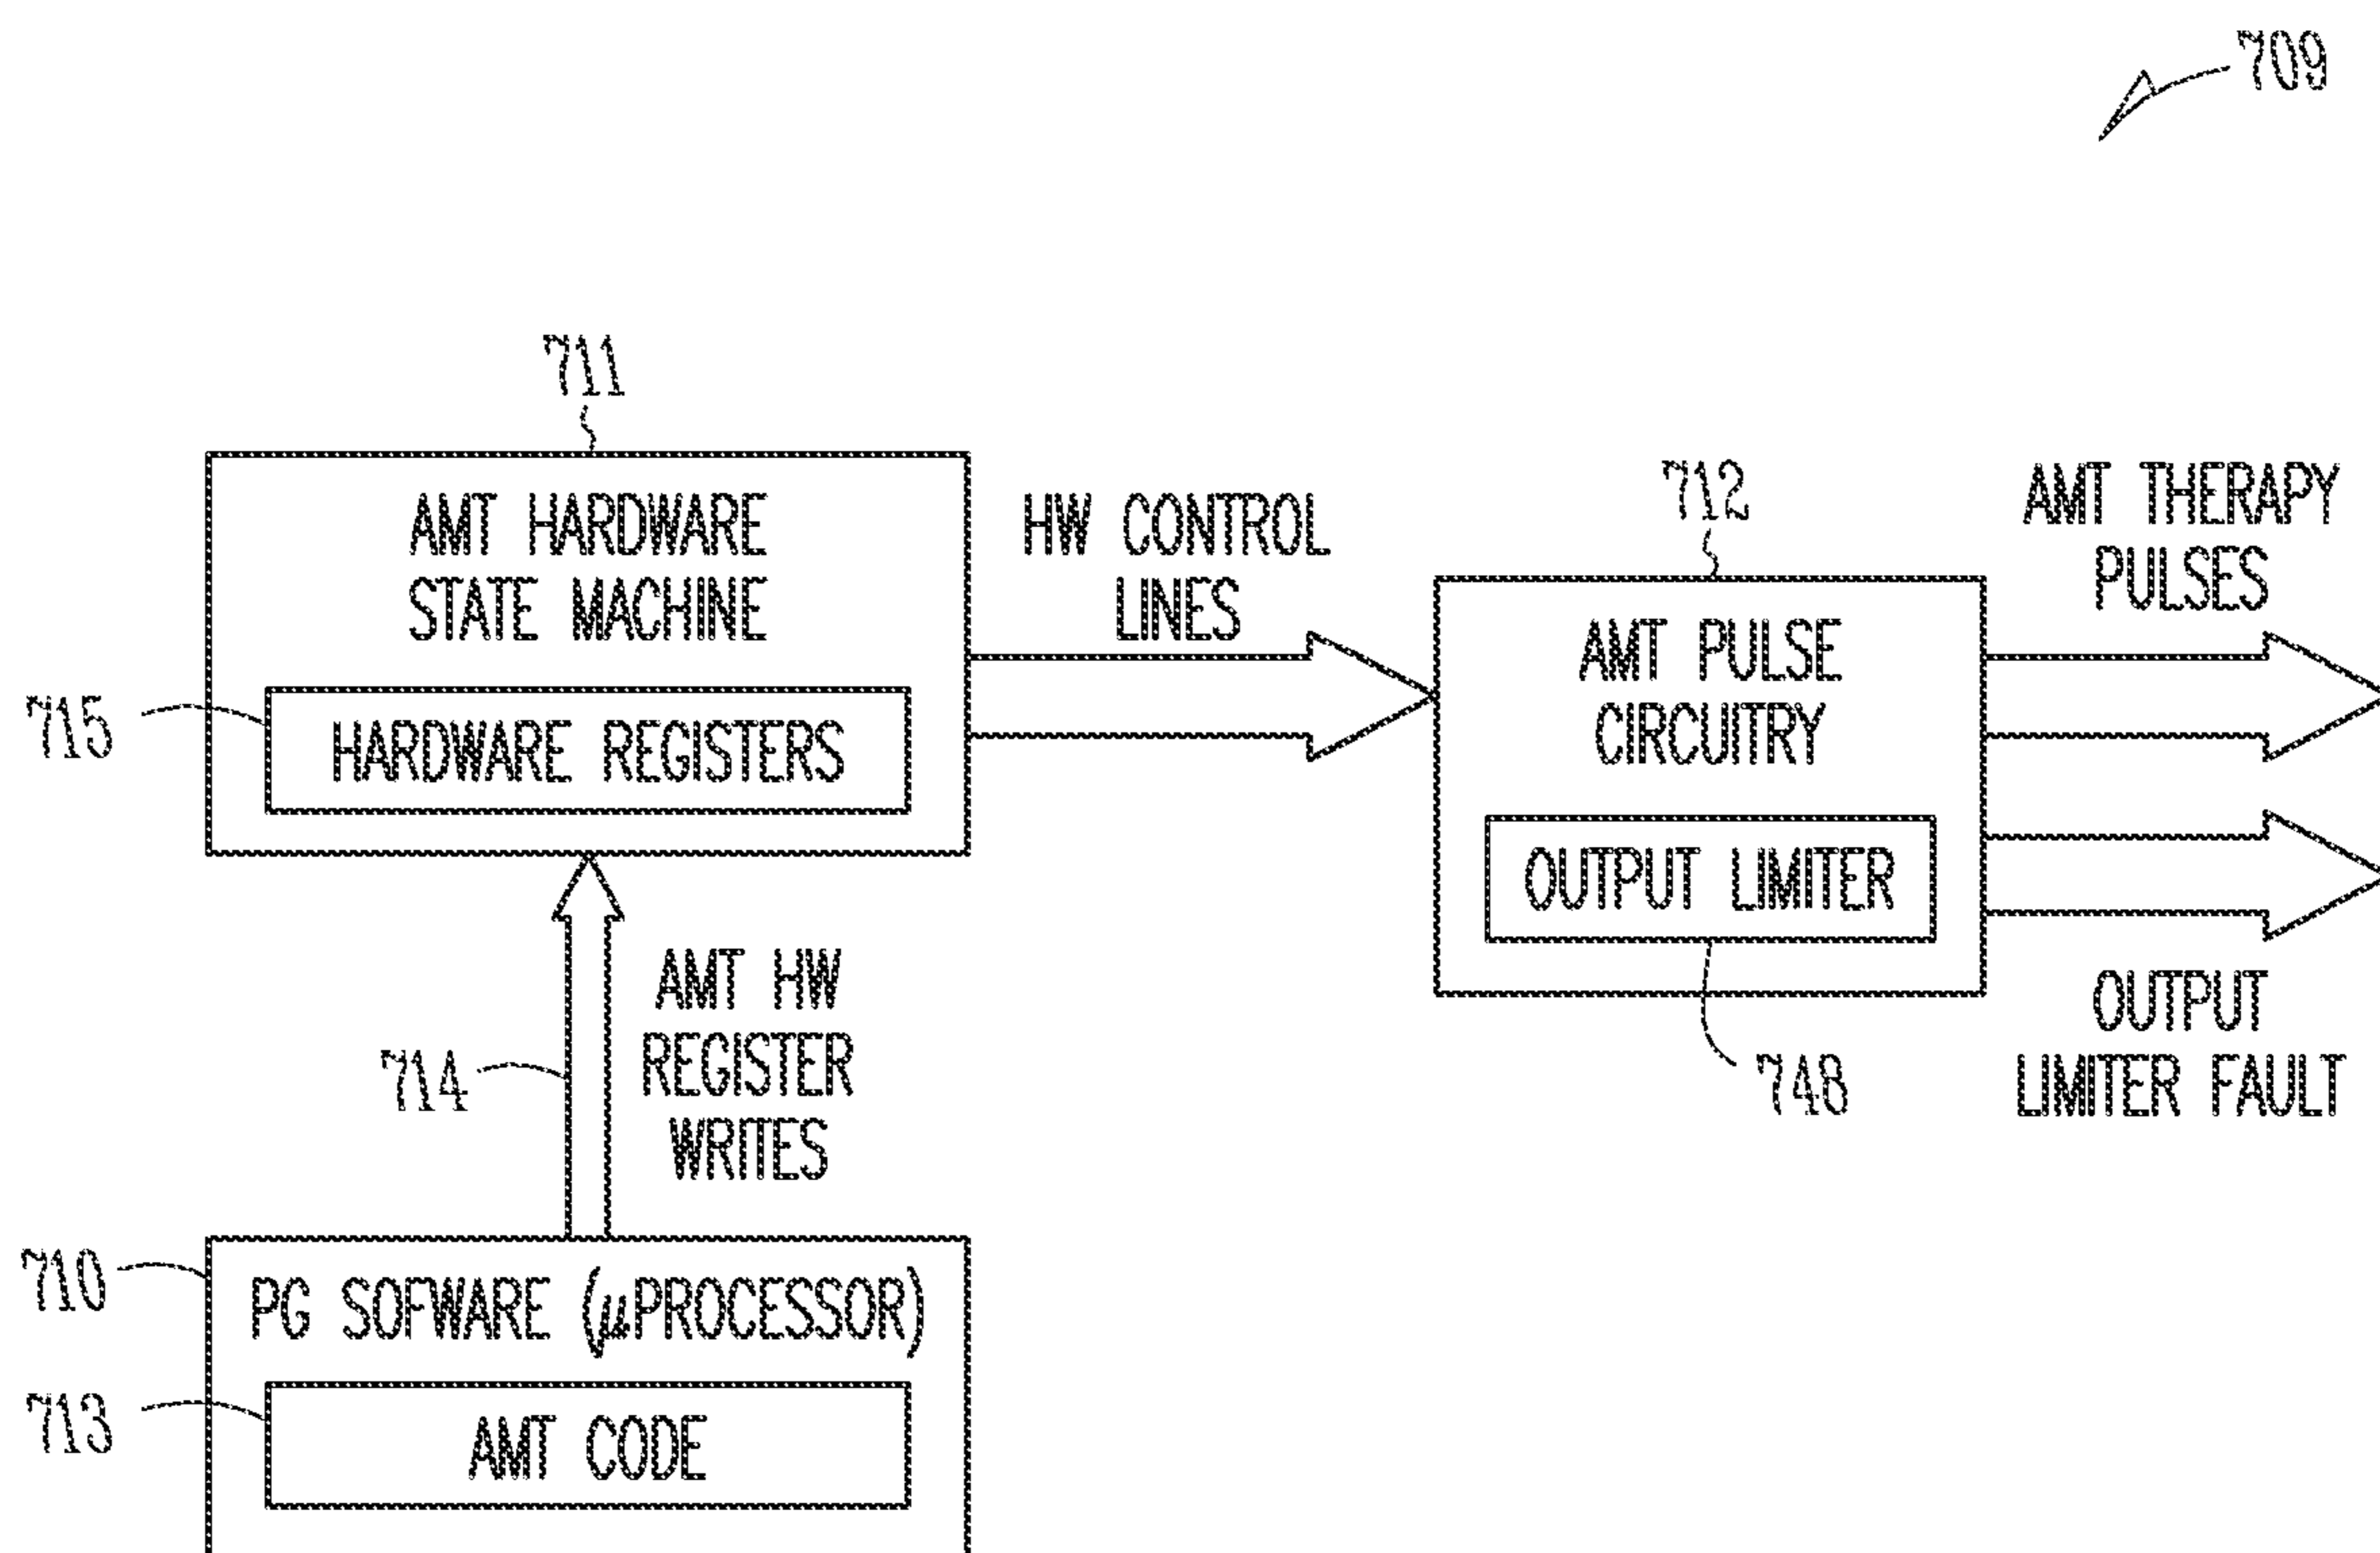 709
711
AMT HARDWARE
STATE MACHINE
715
HARDWARE REGISTERS
HW CONTROL
LINES
712
AMT PULSE
CIRCUITRY
OUTPUT LIMITER
748
AMT THERAPY
PULSES
OUTPUT
LIMITER FAULT
714
AMT HW
REGISTER
WRITES
710
PG SOFWARE (µPROCESSOR)
713
AMT CODE